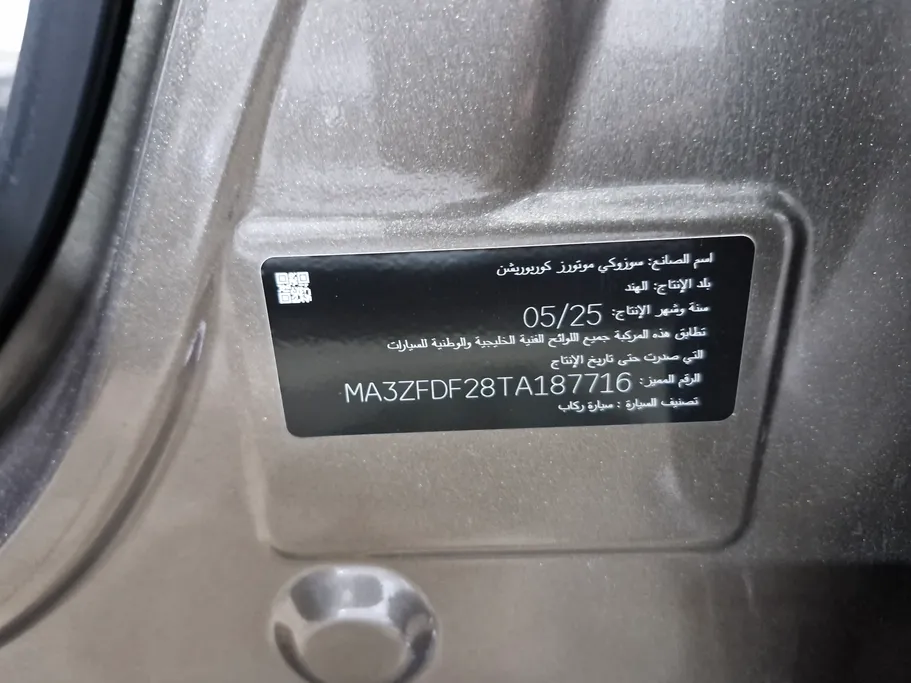 اسم الصانع: سوزوكي موتورز كوربوريشن
بلد الإنتاج: الهند
سنة وشهر الإنتاج: 05/25
تطابق هذه المركبة جميع اللوائح الفنية الخليجية والوطنية للسيارات
التي صدرت حتى تاريخ الإنتاج
الرقم المميز: MA3ZFDF28TA187716
تصنيف السيارة : سيارة ركاب